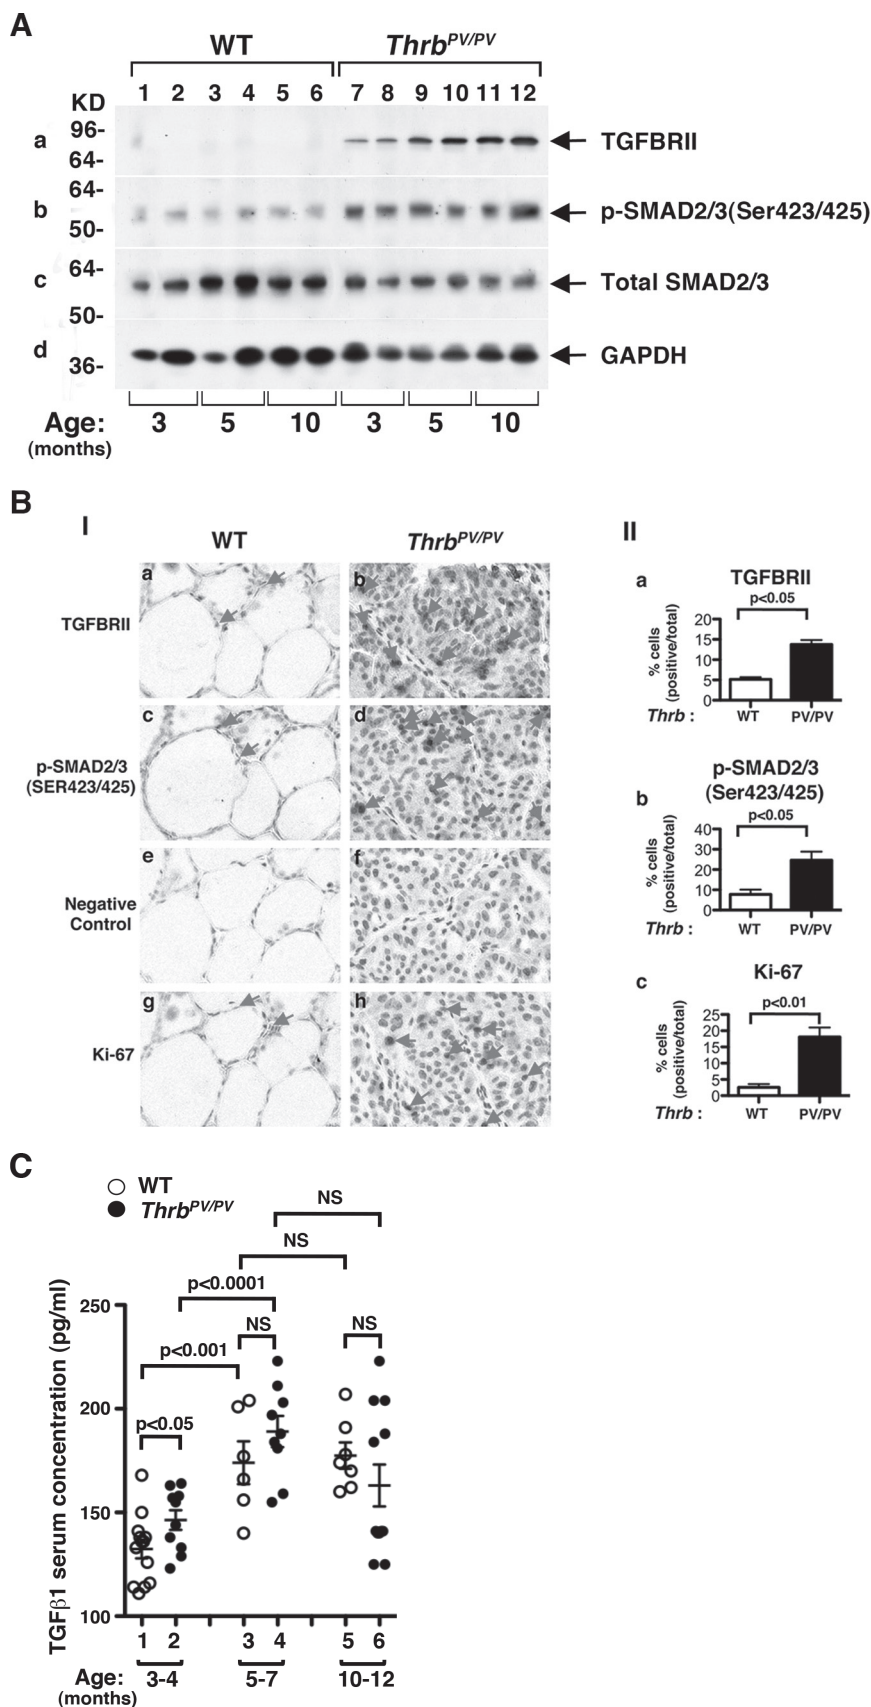 A
WT Thrb^PV/PV
KD 1 2 3 4 5 6 7 8 9 10 11 12
a 96- 64- TGFBRII
b 64- 50- p-SMAD2/3(Ser423/425)
c 64- 50- Total SMAD2/3
d 36- GAPDH
Age: 3 5 10 3 5 10
(months)
B
I
WT Thrb^PV/PV
a b
TGFBRII
c d
p-SMAD2/3
(SER423/425)
e f
Negative
Control
g h
Ki-67
II
a
TGFBRII
p<0.05
% cells
(positive/total)
20
15
10
5
0
Thrb : WT PV/PV
b
p-SMAD2/3
(Ser423/425)
p<0.05
% cells
(positive/total)
40
30
20
10
0
Thrb : WT PV/PV
c
Ki-67
p<0.01
% cells
(positive/total)
25
20
15
10
5
0
Thrb : WT PV/PV
C
WT
Thrb^PV/PV
NS
NS
p<0.0001
NS NS
p<0.001
p<0.05
TGFβ1 serum concentration (pg/ml)
250
200
150
100
1 2 3 4 5 6
Age: 3-4 5-7 10-12
(months)